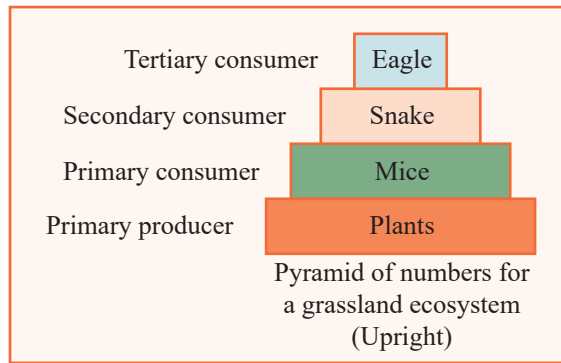 Tertiary consumer Eagle
Secondary consumer Snake
Primary consumer Mice
Primary producer Plants
Pyramid of numbers for
a grassland ecosystem
(Upright)